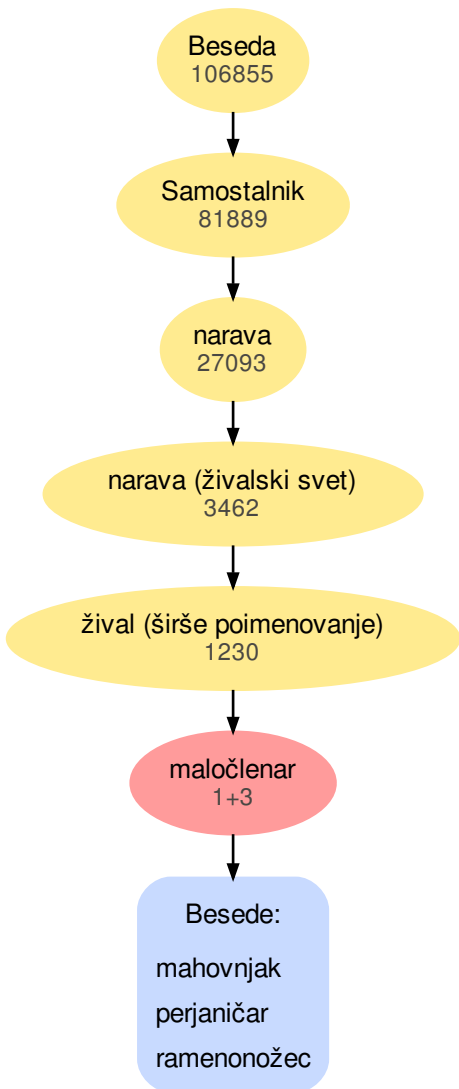 Beseda
106855
Samostalnik
81889
narava
27093
narava (živalski svet)
3462
žival (širše poimenovanje)
1230
maločlenar
1+3
Besede:
mahovnjak
perjaničar
ramenonožec